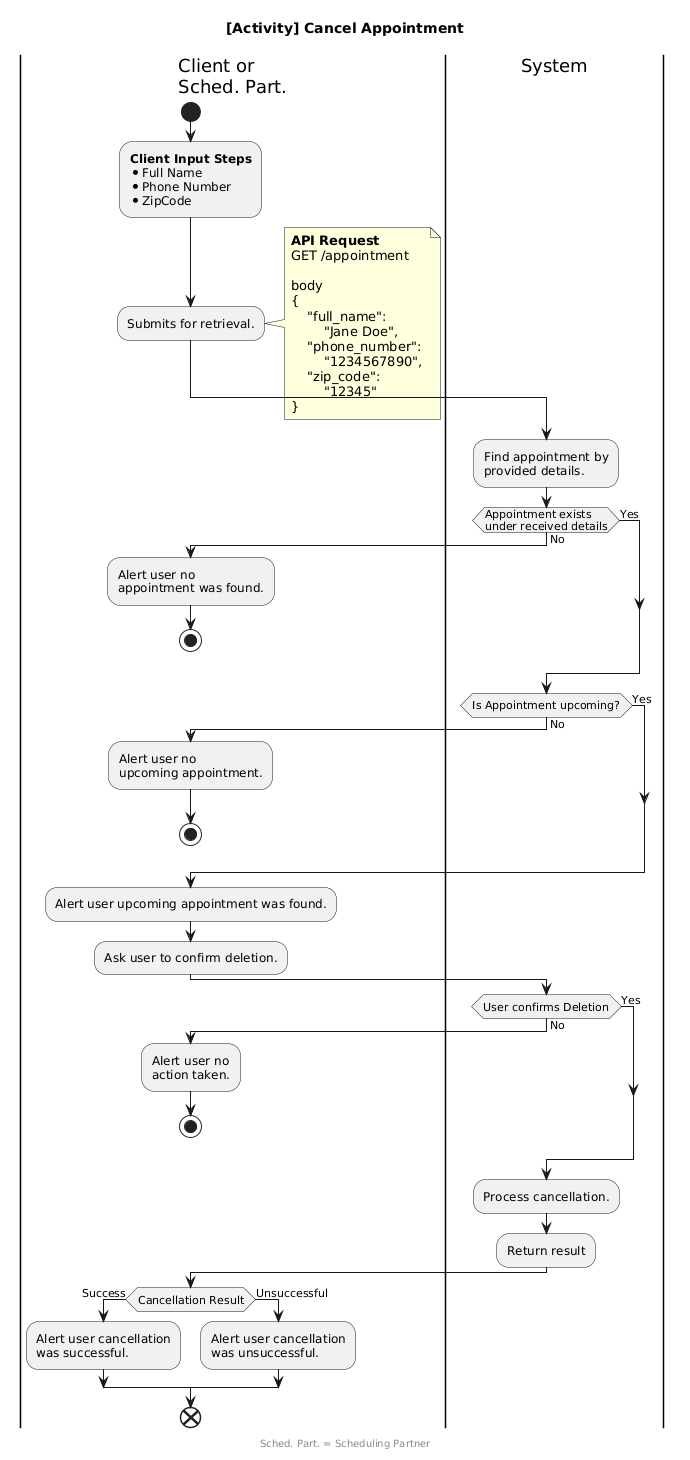 [Activity] Cancel Appointment
Client or
Sched. Part.
System
Client Input Steps
• Full Name
• Phone Number
• ZipCode
API Request
GET /appointment
body
{
"full_name":
"Jane Doe",
"phone_number":
"1234567890",
"zip_code":
"12345"
}
Submits for retrieval.
Find appointment by
provided details.
Appointment exists
under received details
Yes
No
Alert user no
appointment was found.
Is Appointment upcoming?
Yes
No
Alert user no
upcoming appointment.
Alert user upcoming appointment was found.
Ask user to confirm deletion.
User confirms Deletion
Yes
No
Alert user no
action taken.
Process cancellation.
Return result
Success
Cancellation Result
Unsuccessful
Alert user cancellation
was successful.
Alert user cancellation
was unsuccessful.
Sched. Part. = Scheduling Partner